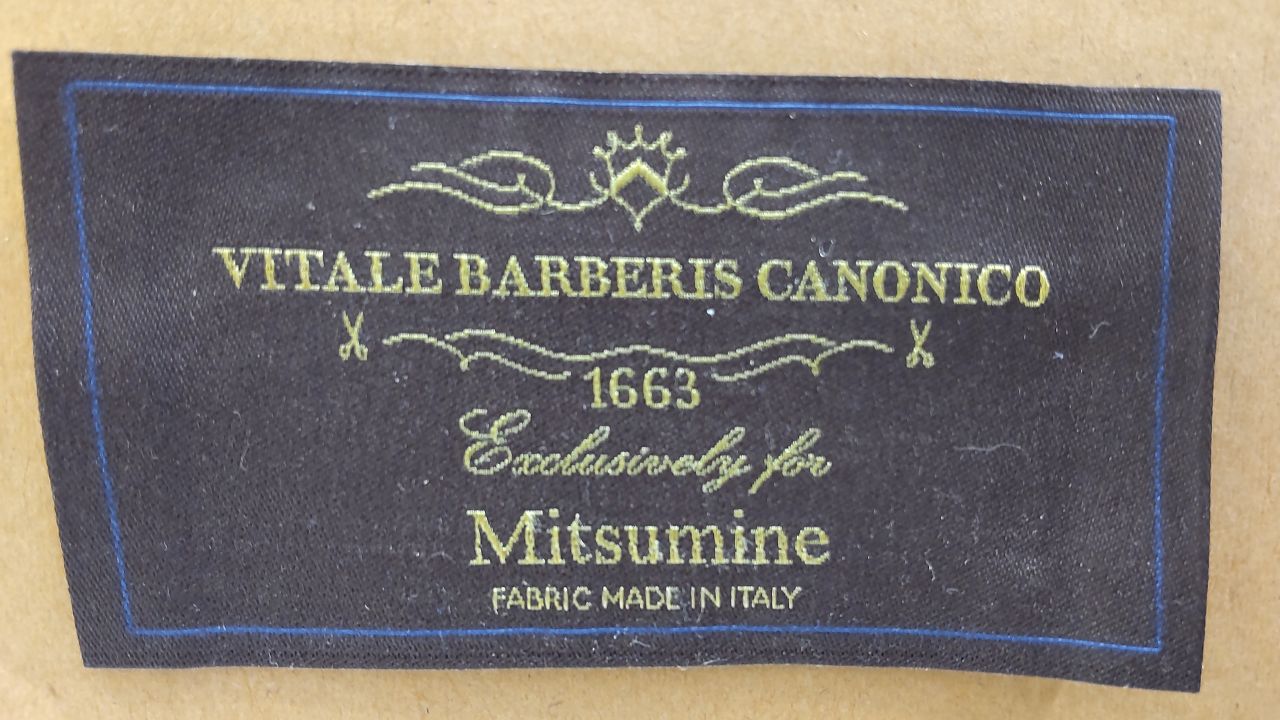 VITALE BARBERIS CANONICO
1663
Exclusively for
Mitsumine
FABRIC MADE IN ITALY